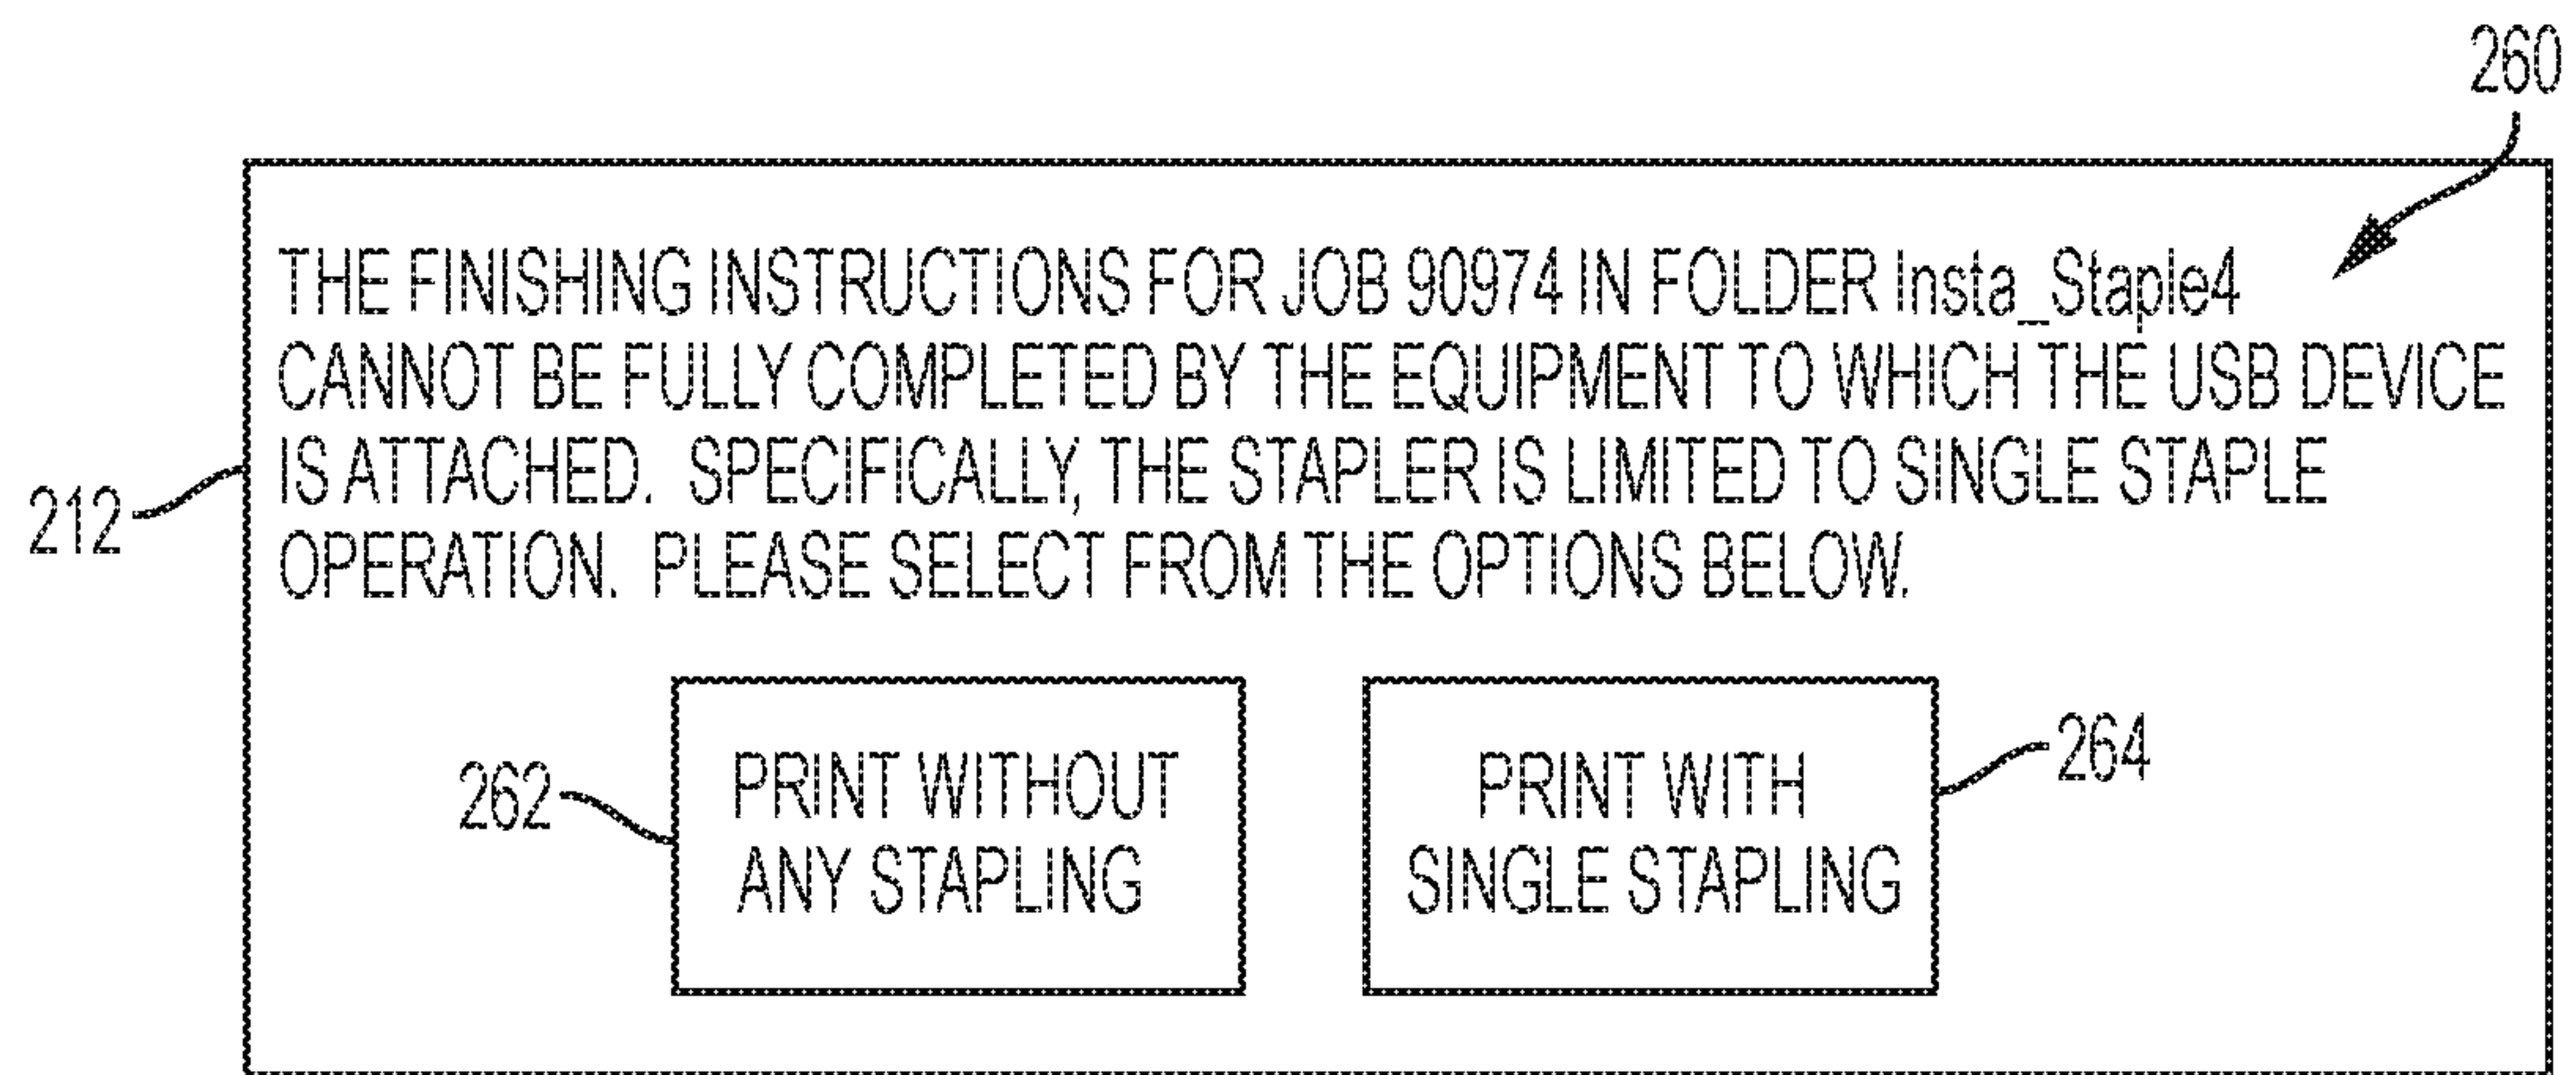 260
THE FINISHING INSTRUCTIONS FOR JOB 90974 IN FOLDER Insta_Staple4
CANNOT BE FULLY COMPLETED BY THE EQUIPMENT TO WHICH THE USB DEVICE
IS ATTACHED. SPECIFICALLY, THE STAPLER IS LIMITED TO SINGLE STAPLE
OPERATION. PLEASE SELECT FROM THE OPTIONS BELOW.
212
262
PRINT WITHOUT
ANY STAPLING
PRINT WITH
SINGLE STAPLING
264